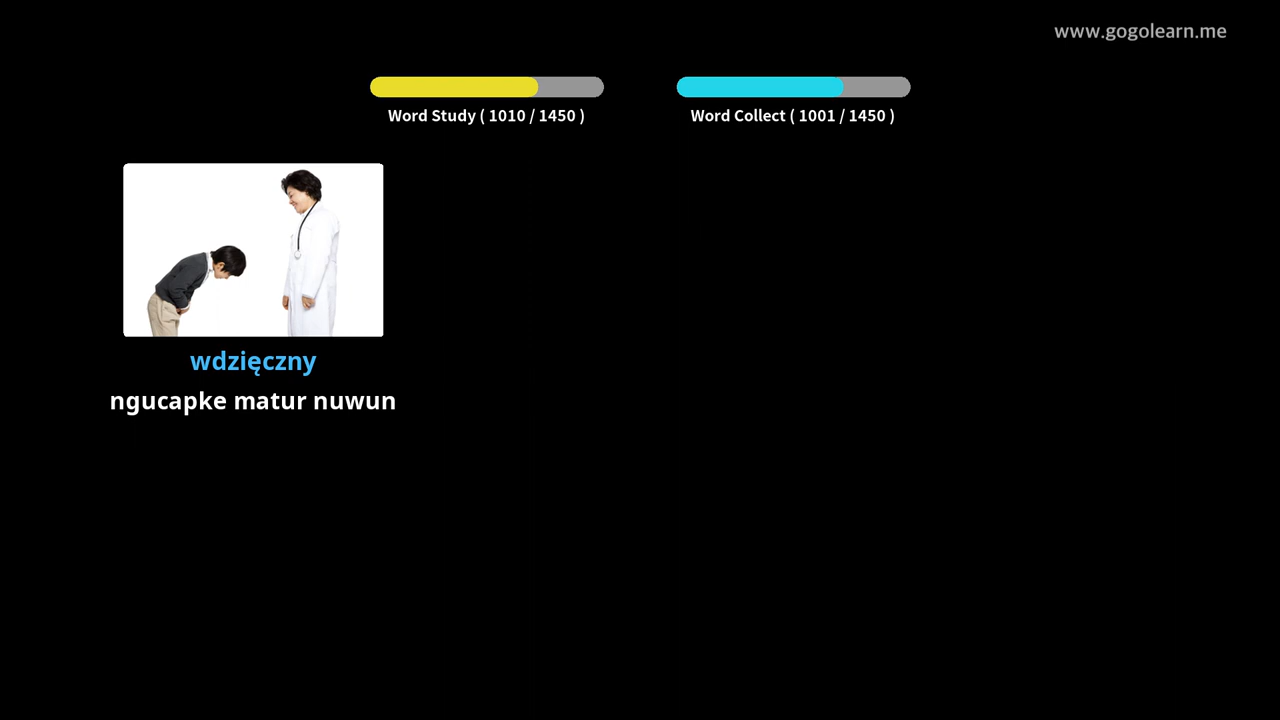 www.gogolearn.me
Word Study ( 1010 / 1450 )
Word Collect ( 1001 / 1450 )
wdzięczny
ngucapke matur nuwun